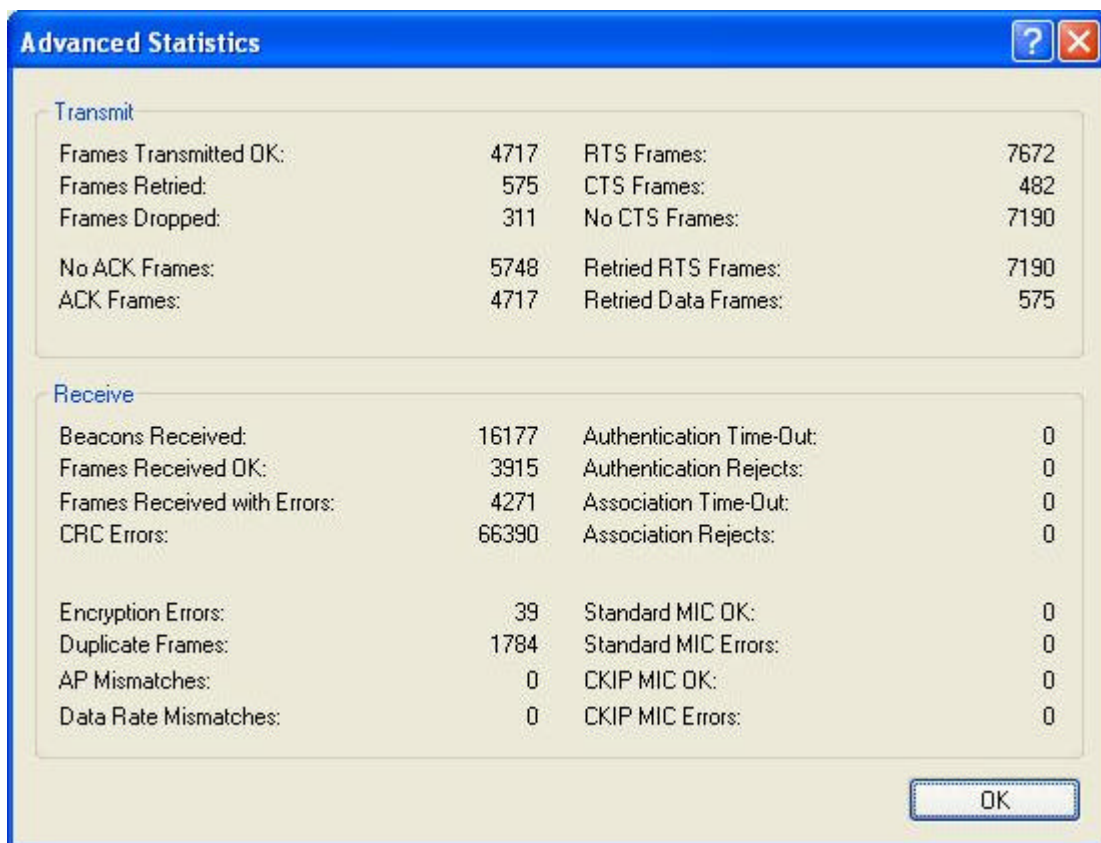 Advanced Statistics
Transmit
Frames Transmitted OK: 4717 RTS Frames: 7672
Frames Retried: 575 CTS Frames: 482
Frames Dropped: 311 No CTS Frames: 7190
No ACK Frames: 5748 Retried RTS Frames: 7190
ACK Frames: 4717 Retried Data Frames: 575
Receive
Beacons Received: 16177 Authentication Time-Out: 0
Frames Received OK: 3915 Authentication Rejects: 0
Frames Received with Errors: 4271 Association Time-Out: 0
CRC Errors: 66390 Association Rejects: 0
Encryption Errors: 39 Standard MIC OK: 0
Duplicate Frames: 1784 Standard MIC Errors: 0
AP Mismatches: 0 CKIP MIC OK: 0
Data Rate Mismatches: 0 CKIP MIC Errors: 0
OK